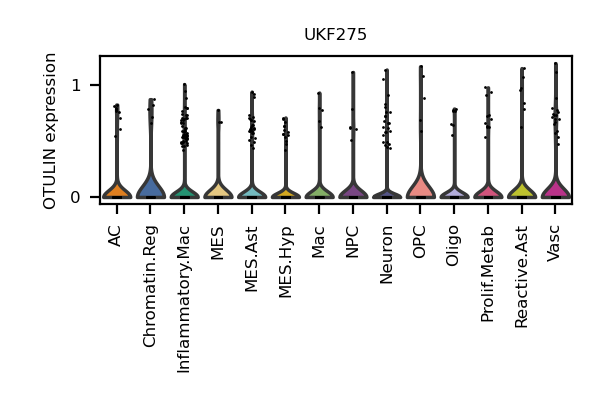 UKF275
OTULIN expression
1
0
AC
Chromatin.Reg
Inflammatory.Mac
MES
MES.Ast
MES.Hyp
Mac
NPC
Neuron
OPC
Oligo
Prolif.Metab
Reactive.Ast
Vasc